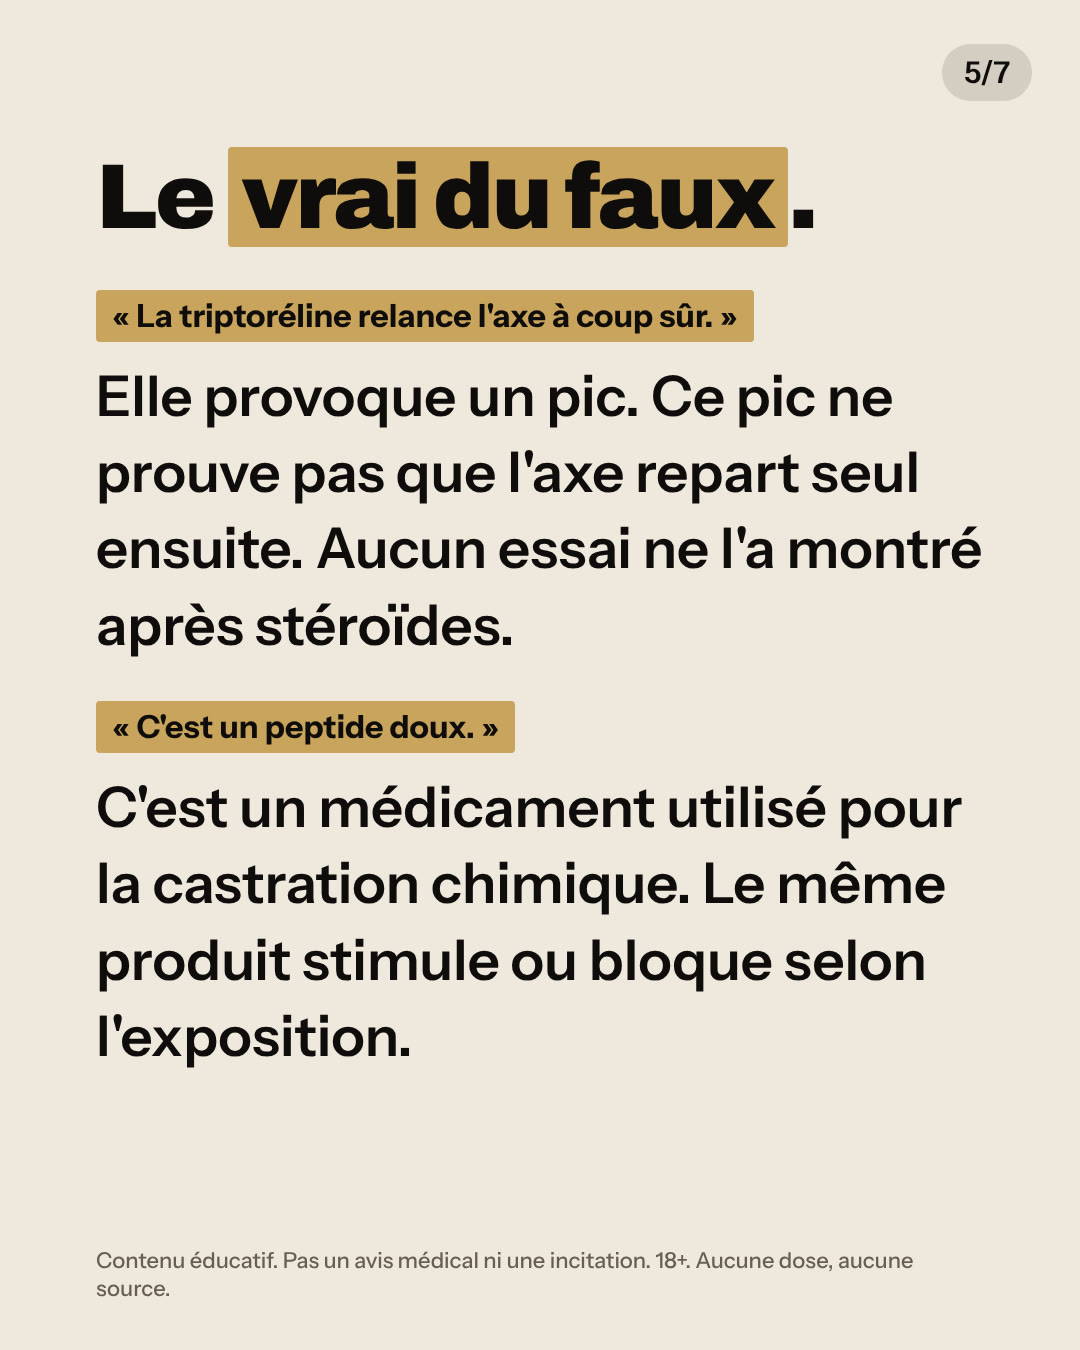 5/7
Le vrai du faux.
« La triptoréline relance l'axe à coup sûr. »
Elle provoque un pic. Ce pic ne
prouve pas que l'axe repart seul
ensuite. Aucun essai ne l'a montré
après stéroïdes.
« C'est un peptide doux. »
C'est un médicament utilisé pour
la castration chimique. Le même
produit stimule ou bloque selon
l'exposition.
Contenu éducatif. Pas un avis médical ni une incitation. 18+. Aucune dose, aucune
source.